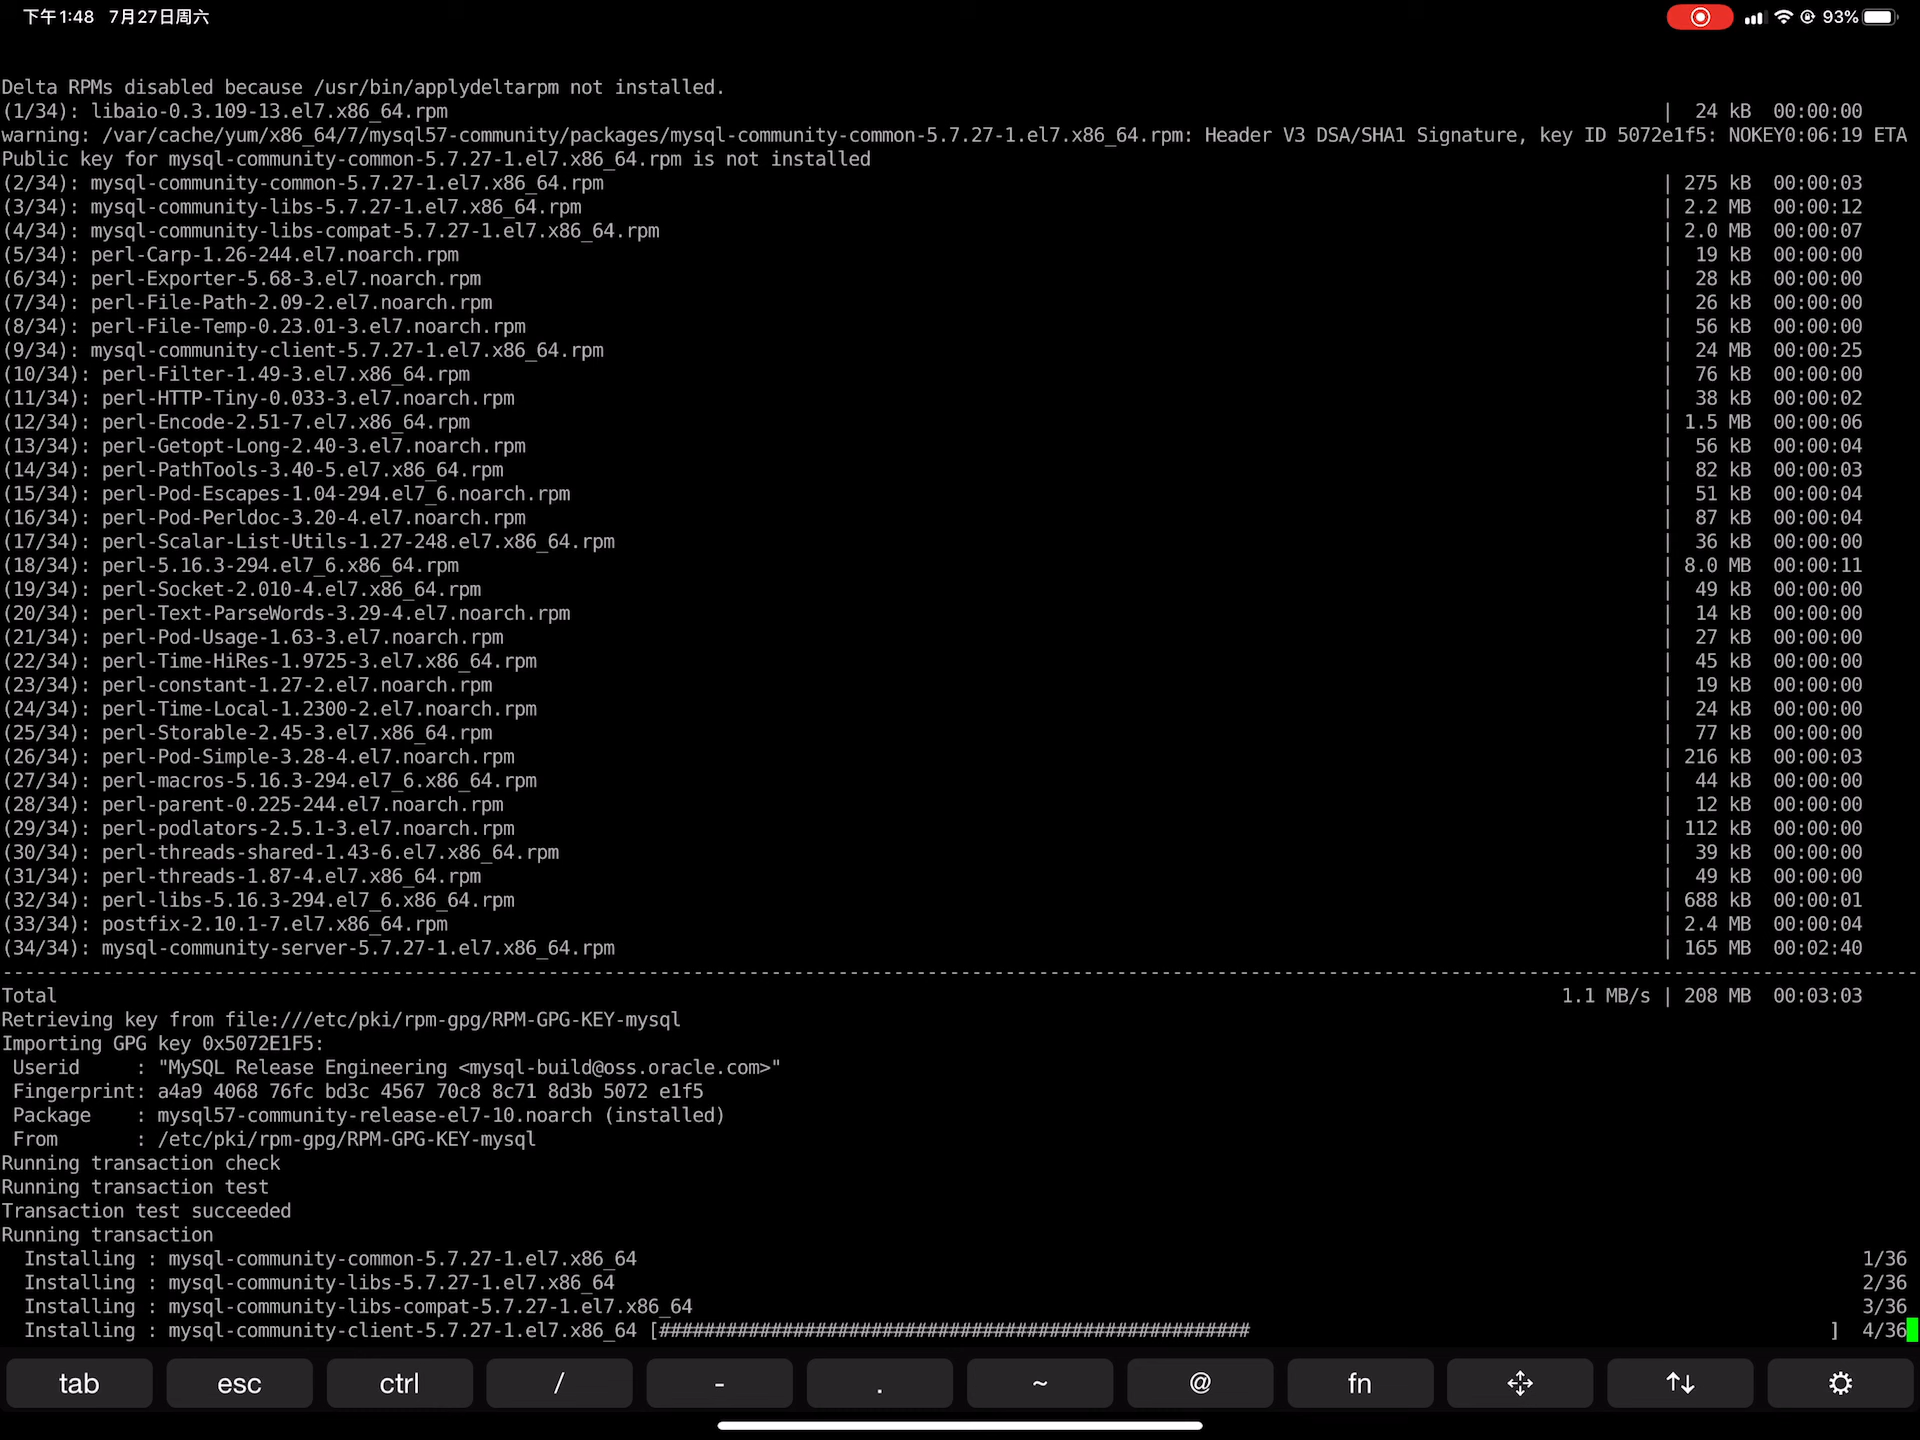 下午1:48 7月27日周六 93%
Delta RPMs disabled because /usr/bin/applydeltarpm not installed.
(1/34): libaio-0.3.109-13.el7.x86_64.rpm | 24 kB 00:00:00
warning: /var/cache/yum/x86_64/7/mysql57-community/packages/mysql-community-common-5.7.27-1.el7.x86_64.rpm: Header V3 DSA/SHA1 Signature, key ID 5072e1f5: NOKEY0:06:19 ETA
Public key for mysql-community-common-5.7.27-1.el7.x86_64.rpm is not installed
(2/34): mysql-community-common-5.7.27-1.el7.x86_64.rpm | 275 kB 00:00:03
(3/34): mysql-community-libs-5.7.27-1.el7.x86_64.rpm | 2.2 MB 00:00:12
(4/34): mysql-community-libs-compat-5.7.27-1.el7.x86_64.rpm | 2.0 MB 00:00:07
(5/34): perl-Carp-1.26-244.el7.noarch.rpm | 19 kB 00:00:00
(6/34): perl-Exporter-5.68-3.el7.noarch.rpm | 28 kB 00:00:00
(7/34): perl-File-Path-2.09-2.el7.noarch.rpm | 26 kB 00:00:00
(8/34): perl-File-Temp-0.23.01-3.el7.noarch.rpm | 56 kB 00:00:00
(9/34): mysql-community-client-5.7.27-1.el7.x86_64.rpm | 24 MB 00:00:25
(10/34): perl-Filter-1.49-3.el7.x86_64.rpm | 76 kB 00:00:00
(11/34): perl-HTTP-Tiny-0.033-3.el7.noarch.rpm | 38 kB 00:00:02
(12/34): perl-Encode-2.51-7.el7.x86_64.rpm | 1.5 MB 00:00:06
(13/34): perl-Getopt-Long-2.40-3.el7.noarch.rpm | 56 kB 00:00:04
(14/34): perl-PathTools-3.40-5.el7.x86_64.rpm | 82 kB 00:00:03
(15/34): perl-Pod-Escapes-1.04-294.el7_6.noarch.rpm | 51 kB 00:00:04
(16/34): perl-Pod-Perldoc-3.20-4.el7.noarch.rpm | 87 kB 00:00:04
(17/34): perl-Scalar-List-Utils-1.27-248.el7.x86_64.rpm | 36 kB 00:00:00
(18/34): perl-5.16.3-294.el7_6.x86_64.rpm | 8.0 MB 00:00:11
(19/34): perl-Socket-2.010-4.el7.x86_64.rpm | 49 kB 00:00:00
(20/34): perl-Text-ParseWords-3.29-4.el7.noarch.rpm | 14 kB 00:00:00
(21/34): perl-Pod-Usage-1.63-3.el7.noarch.rpm | 27 kB 00:00:00
(22/34): perl-Time-HiRes-1.9725-3.el7.x86_64.rpm | 45 kB 00:00:00
(23/34): perl-constant-1.27-2.el7.noarch.rpm | 19 kB 00:00:00
(24/34): perl-Time-Local-1.2300-2.el7.noarch.rpm | 24 kB 00:00:00
(25/34): perl-Storable-2.45-3.el7.x86_64.rpm | 77 kB 00:00:00
(26/34): perl-Pod-Simple-3.28-4.el7.noarch.rpm | 216 kB 00:00:03
(27/34): perl-macros-5.16.3-294.el7_6.x86_64.rpm | 44 kB 00:00:00
(28/34): perl-parent-0.225-244.el7.noarch.rpm | 12 kB 00:00:00
(29/34): perl-podlators-2.5.1-3.el7.noarch.rpm | 112 kB 00:00:00
(30/34): perl-threads-shared-1.43-6.el7.x86_64.rpm | 39 kB 00:00:00
(31/34): perl-threads-1.87-4.el7.x86_64.rpm | 49 kB 00:00:00
(32/34): perl-libs-5.16.3-294.el7_6.x86_64.rpm | 688 kB 00:00:01
(33/34): postfix-2.10.1-7.el7.x86_64.rpm | 2.4 MB 00:00:04
(34/34): mysql-community-server-5.7.27-1.el7.x86_64.rpm | 165 MB 00:02:40
--------------------------------------------------------------------------------
Total 1.1 MB/s | 208 MB 00:03:03
Retrieving key from file:///etc/pki/rpm-gpg/RPM-GPG-KEY-mysql
Importing GPG key 0x5072E1F5:
Userid : "MySQL Release Engineering <mysql-build@oss.oracle.com>"
Fingerprint: a4a9 4068 76fc bd3c 4567 70c8 8c71 8d3b 5072 e1f5
Package : mysql57-community-release-el7-10.noarch (installed)
From : /etc/pki/rpm-gpg/RPM-GPG-KEY-mysql
Running transaction check
Running transaction test
Transaction test succeeded
Running transaction
Installing : mysql-community-common-5.7.27-1.el7.x86_64 1/36
Installing : mysql-community-libs-5.7.27-1.el7.x86_64 2/36
Installing : mysql-community-libs-compat-5.7.27-1.el7.x86_64 3/36
Installing : mysql-community-client-5.7.27-1.el7.x86_64 [##################################################### ] 4/36
tab esc ctrl / - . ~ @ fn